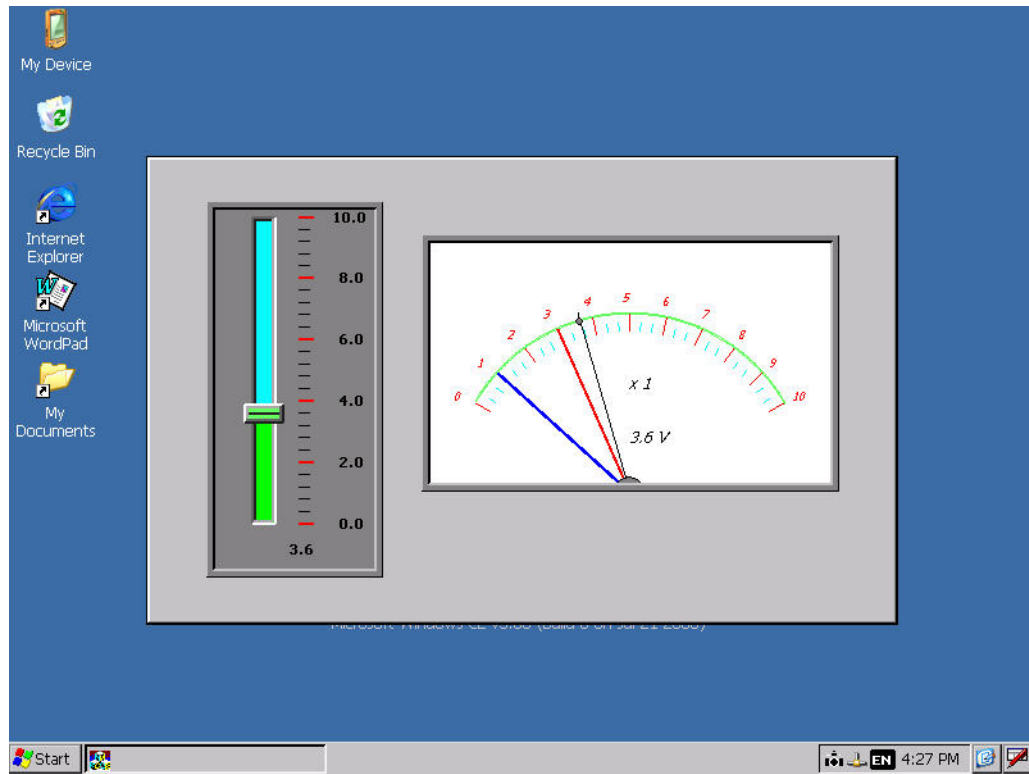 My Device
Recycle Bin
Internet
Explorer
Microsoft
WordPad
My
Documents
10.0
8.0
6.0
4.0
2.0
0.0
3.6
0
1
2
3
4
5
6
7
8
9
10
x 1
3.6 V
Start
EN
4:27 PM